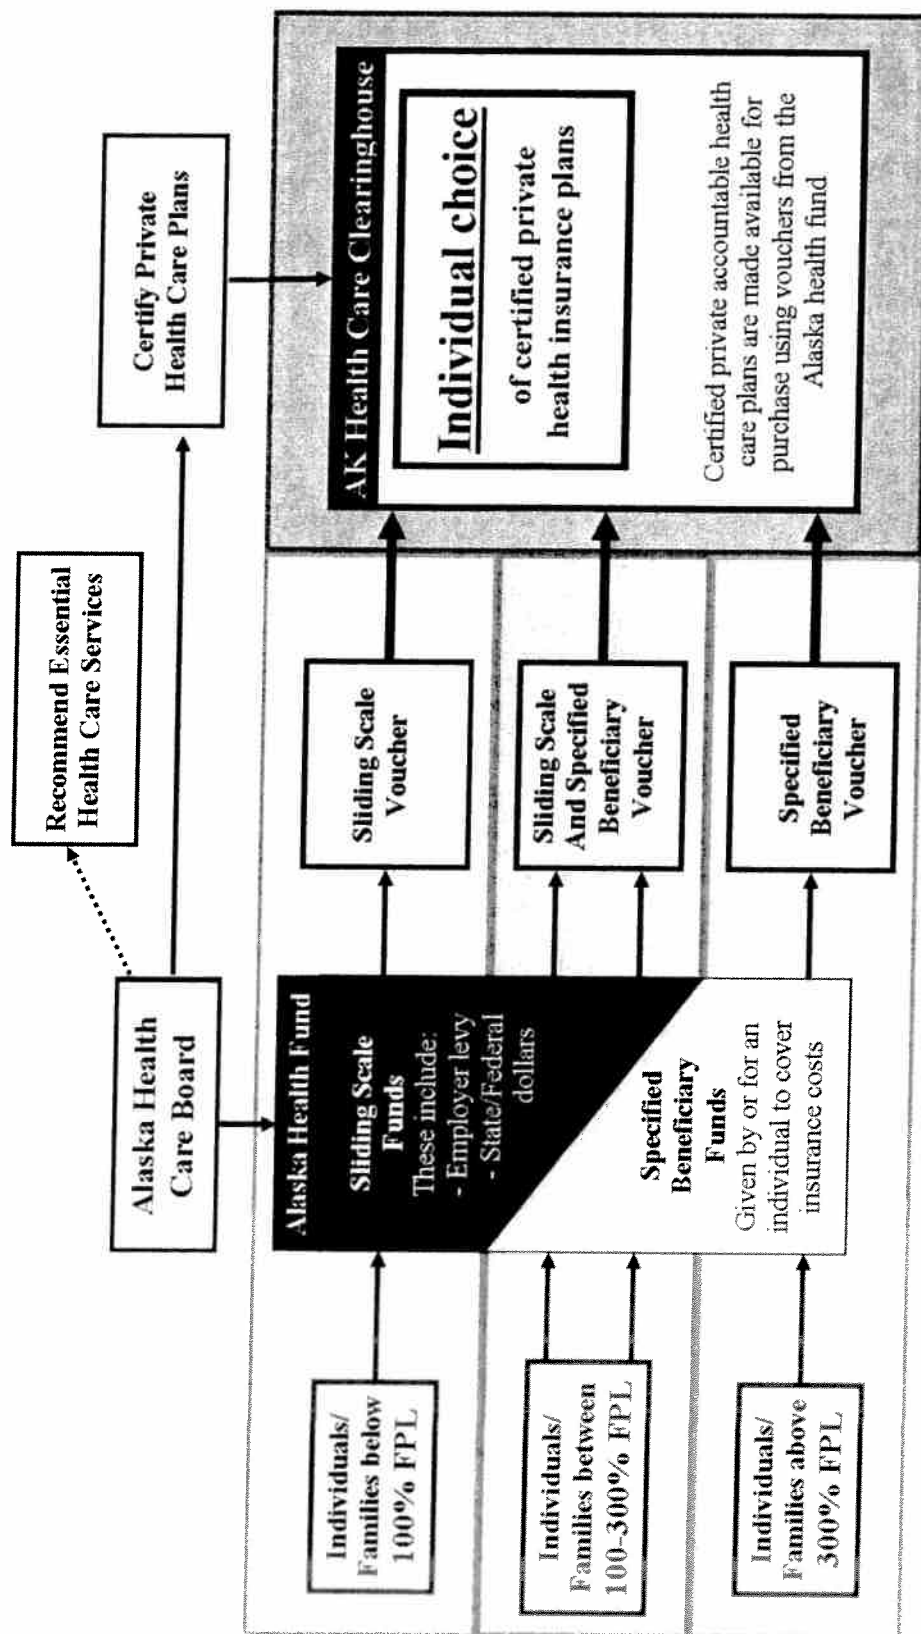 Recommend Essential
Health Care Services
Alaska Health
Care Board
Certify Private
Health Care Plans
Individuals/
Families below
100% FPL
Individuals/
Families between
100-300% FPL
Individuals/
Families above
300% FPL
Alaska Health Fund
Sliding Scale
Funds
These include:
- Employer levy
- State/Federal
dollars
Specified
Beneficiary
Funds
Given by or for an
individual to cover
insurance costs
Sliding Scale
Voucher
Sliding Scale
And Specified
Beneficiary
Voucher
Specified
Beneficiary
Voucher
AK Health Care Clearinghouse
Individual choice
of certified private
health insurance plans
Certified private accountable health
care plans are made available for
purchase using vouchers from the
Alaska health fund